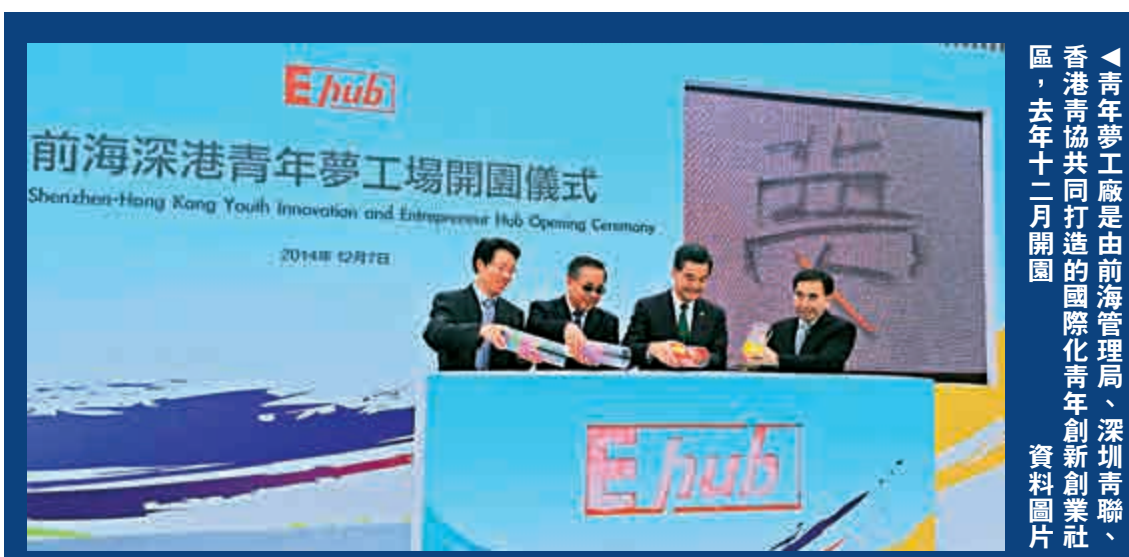 E hub
前海深港青年夢工場開園儀式
Shenzhen-Hong Kong Youth Innovation and Entrepreneur Hub Opening Ceremony
2014年12月7日
夢
E hub
◀青年夢工廠是由前海管理局、深圳青聯、
香港青協共同打造的國際化青年創新創業社
區，去年十二月開園 資料圖片